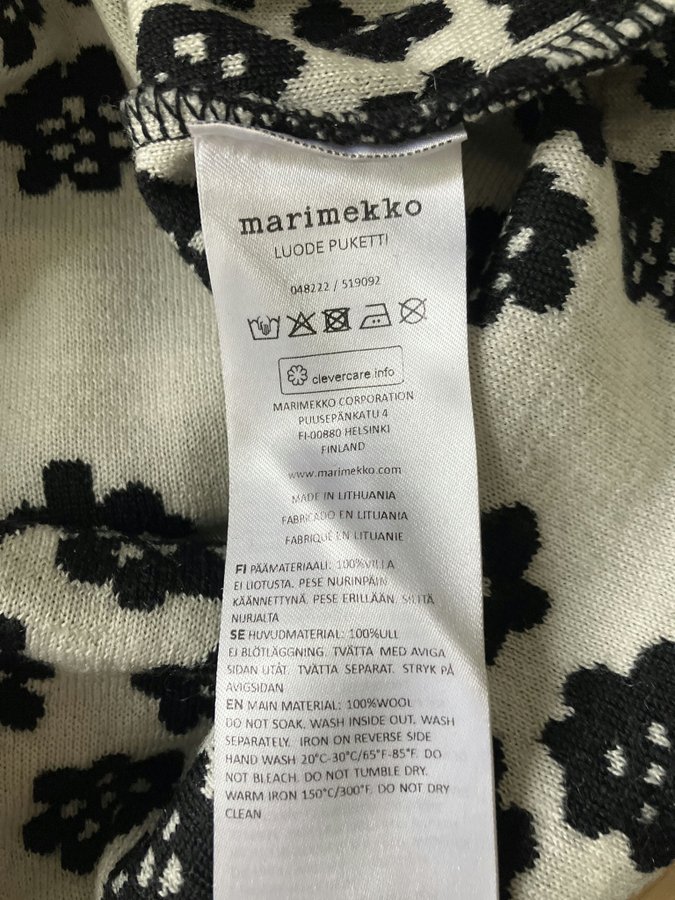 marimekko
LUODE PUKETTI
048222 / 519092
clevercare.info
MARIMEKKO CORPORATION
PUUSEPÄNKATU 4
FI-00880 HELSINKI
FINLAND
www.marimekko.com
MADE IN LITHUANIA
FABRICADO EN LITUANIA
FABRIQUÉ EN LITUANIE
FI PÄÄMATERIAALI: 100%VILLA
EI LIOTUSTA. PESE NURINPÄIN
KÄÄNNETTYNÄ. PESE ERILLÄÄN. SILITÄ
NURJALTA
SE HUVUDMATERIAL: 100%ULL
EJ BLÖTLÄGGNING. TVÄTTA MED AVIGA
SIDAN UTÅT. TVÄTTA SEPARAT. STRYK PÅ
AVIGSIDAN
EN MAIN MATERIAL: 100%WOOL
DO NOT SOAK. WASH INSIDE OUT. WASH
SEPARATELY. IRON ON REVERSE SIDE
HAND WASH 20°C-30°C/65°F-85°F. DO
NOT BLEACH. DO NOT TUMBLE DRY.
WARM IRON 150°C/300°F. DO NOT DRY
CLEAN